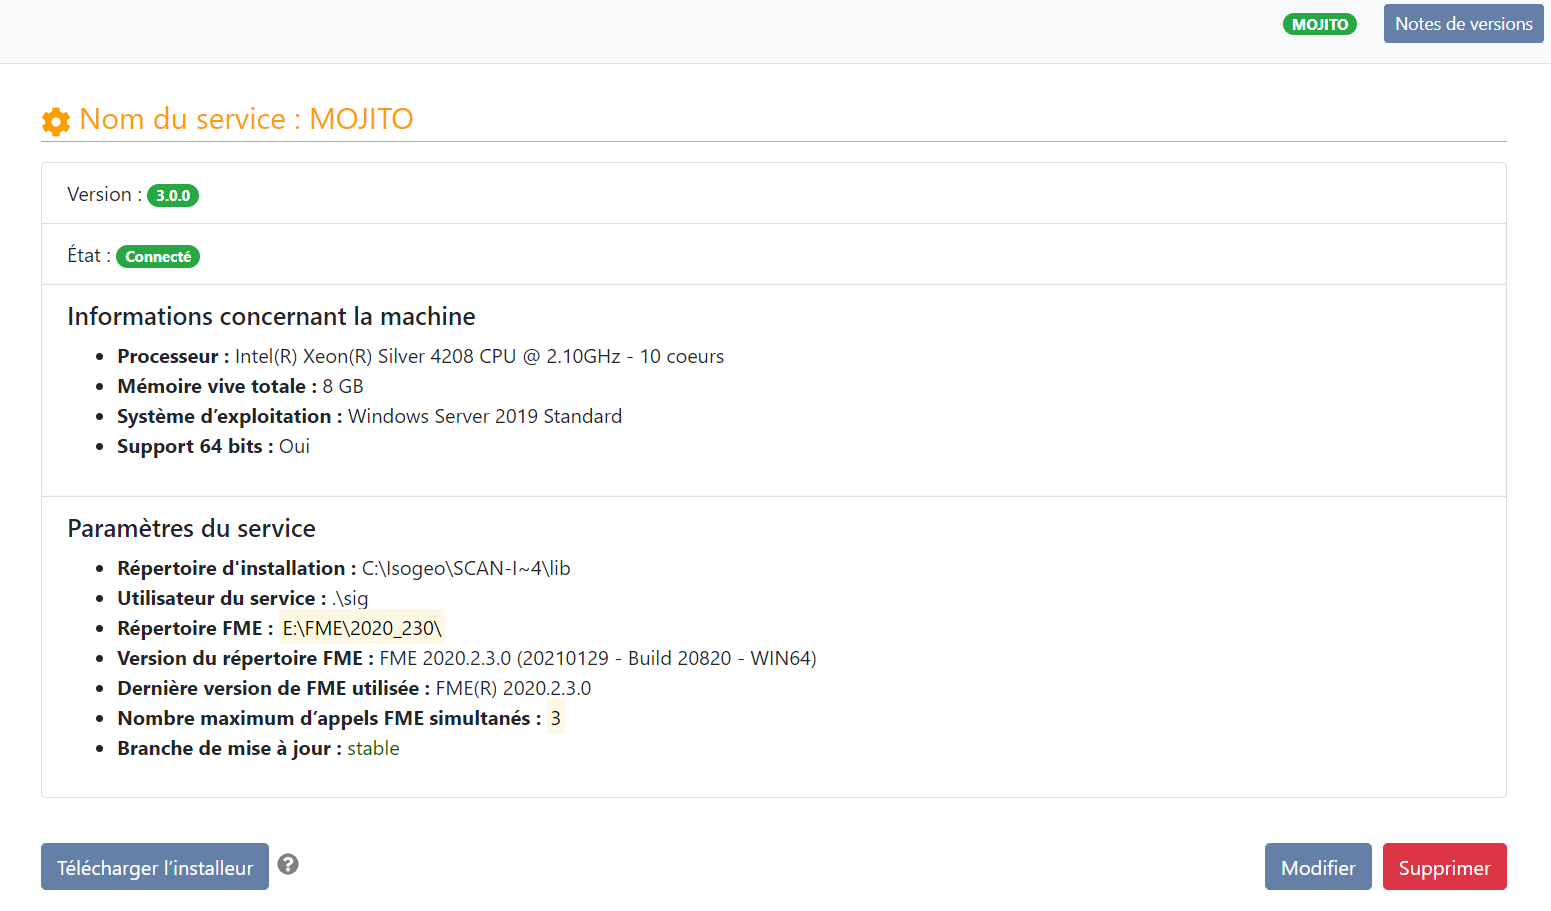 MOJITO
Notes de versions
Nom du service : MOJITO
Version : 3.0.0
État : Connecté
Informations concernant la machine
Processeur : Intel(R) Xeon(R) Silver 4208 CPU @ 2.10GHz - 10 coeurs
Mémoire vive totale : 8 GB
Système d’exploitation : Windows Server 2019 Standard
Support 64 bits : Oui
Paramètres du service
Répertoire d'installation : C:\Isogeo\SCAN-I~4\lib
Utilisateur du service : .\sig
Répertoire FME : E:\FME\2020_230\
Version du répertoire FME : FME 2020.2.3.0 (20210129 - Build 20820 - WIN64)
Dernière version de FME utilisée : FME(R) 2020.2.3.0
Nombre maximum d’appels FME simultanés : 3
Branche de mise à jour : stable
Télécharger l’installeur ?
Modifier
Supprimer